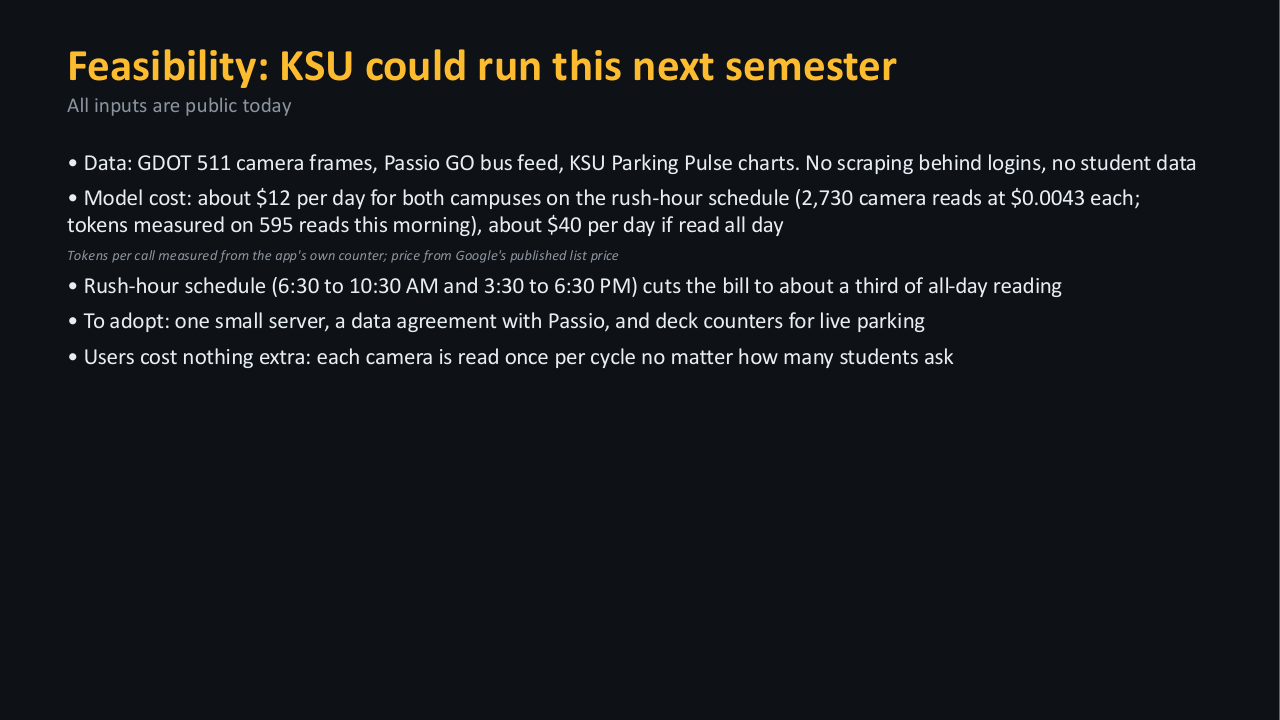 Feasibility: KSU could run this next semester
All inputs are public today
• Data: GDOT 511 camera frames, Passio GO bus feed, KSU Parking Pulse charts. No scraping behind logins, no student data
• Model cost: about $12 per day for both campuses on the rush-hour schedule (2,730 camera reads at $0.0043 each;
tokens measured on 595 reads this morning), about $40 per day if read all day
Tokens per call measured from the app's own counter; price from Google's published list price
• Rush-hour schedule (6:30 to 10:30 AM and 3:30 to 6:30 PM) cuts the bill to about a third of all-day reading
• To adopt: one small server, a data agreement with Passio, and deck counters for live parking
• Users cost nothing extra: each camera is read once per cycle no matter how many students ask